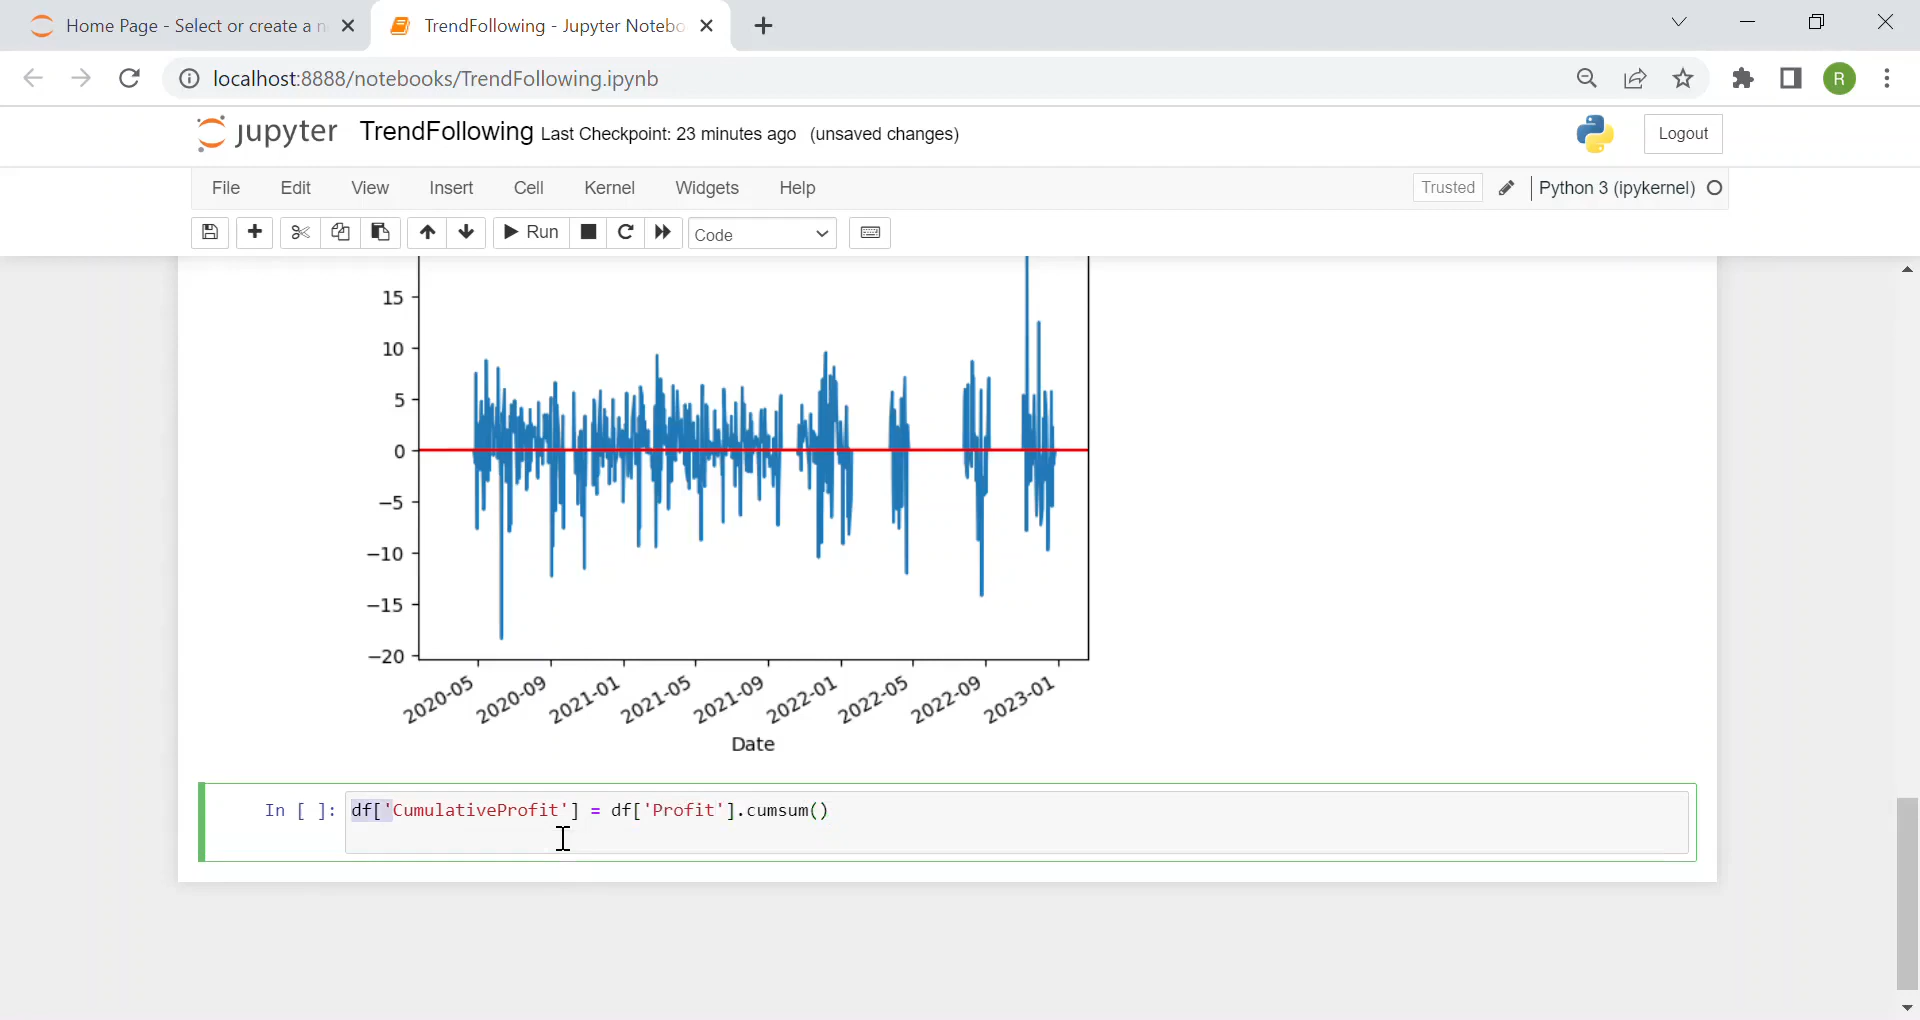 Home Page - Select or create a n
TrendFollowing - Jupyter Notebo
localhost:8888/notebooks/TrendFollowing.ipynb
R
jupyter TrendFollowing Last Checkpoint: 23 minutes ago (unsaved changes)
Logout
File Edit View Insert Cell Kernel Widgets Help
Trusted Python 3 (ipykernel)
Run Code
15
10
5
0
−5
−10
−15
−20
2020-05 2020-09 2021-01 2021-05 2021-09 2022-01 2022-05 2022-09 2023-01
Date
In [ ]: df['CumulativeProfit'] = df['Profit'].cumsum()